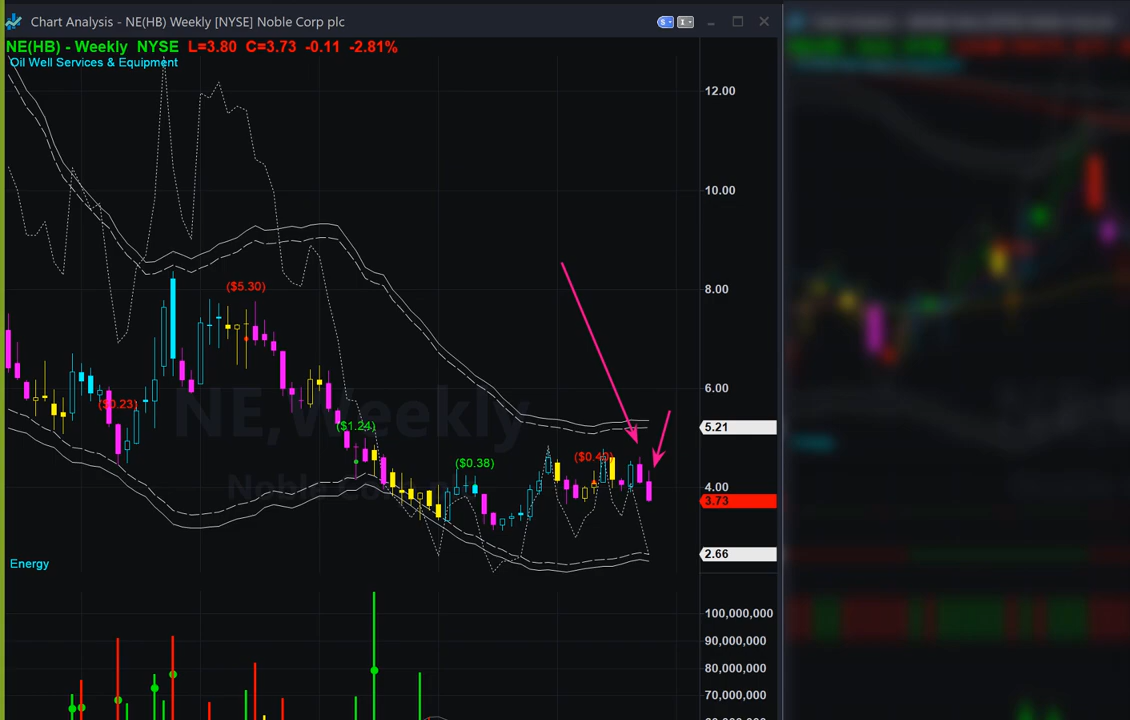 Chart Analysis - NE(HB) Weekly [NYSE] Noble Corp plc
S
I
NE(HB) - Weekly NYSE L=3.80 C=3.73 -0.11 -2.81%
Oil Well Services & Equipment
12.00
10.00
($5.30)
8.00
6.00
($0.23)
NE,Weekly
5.21
($1.24)
($0.38)
4.00
3.73
2.66
Energy
100,000,000
90,000,000
80,000,000
70,000,000